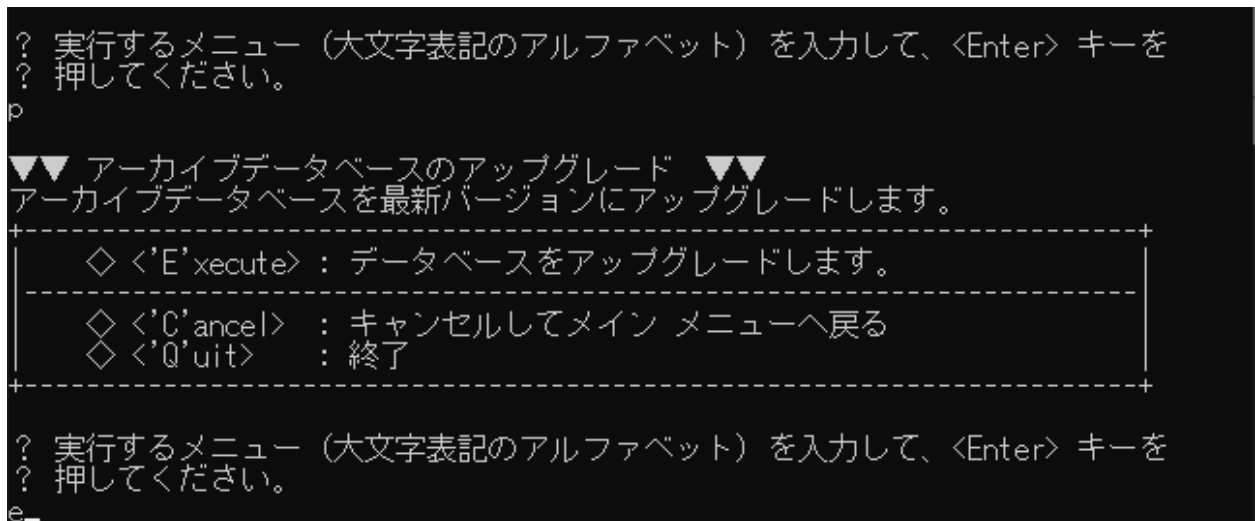 ? 実行するメニュー（大文字表記のアルファベット）を入力して、<Enter> キーを
? 押してください。
p
▼▼ アーカイブデータベースのアップグレード ▼▼
アーカイブデータベースを最新バージョンにアップグレードします。
+--------------------------------------------------------------------------+
| ◇ <'E'xecute> : データベースをアップグレードします。 |
|--------------------------------------------------------------------------|
| ◇ <'C'ancel> : キャンセルしてメイン メニューへ戻る |
| ◇ <'Q'uit> : 終了 |
+--------------------------------------------------------------------------+
? 実行するメニュー（大文字表記のアルファベット）を入力して、<Enter> キーを
? 押してください。
e_